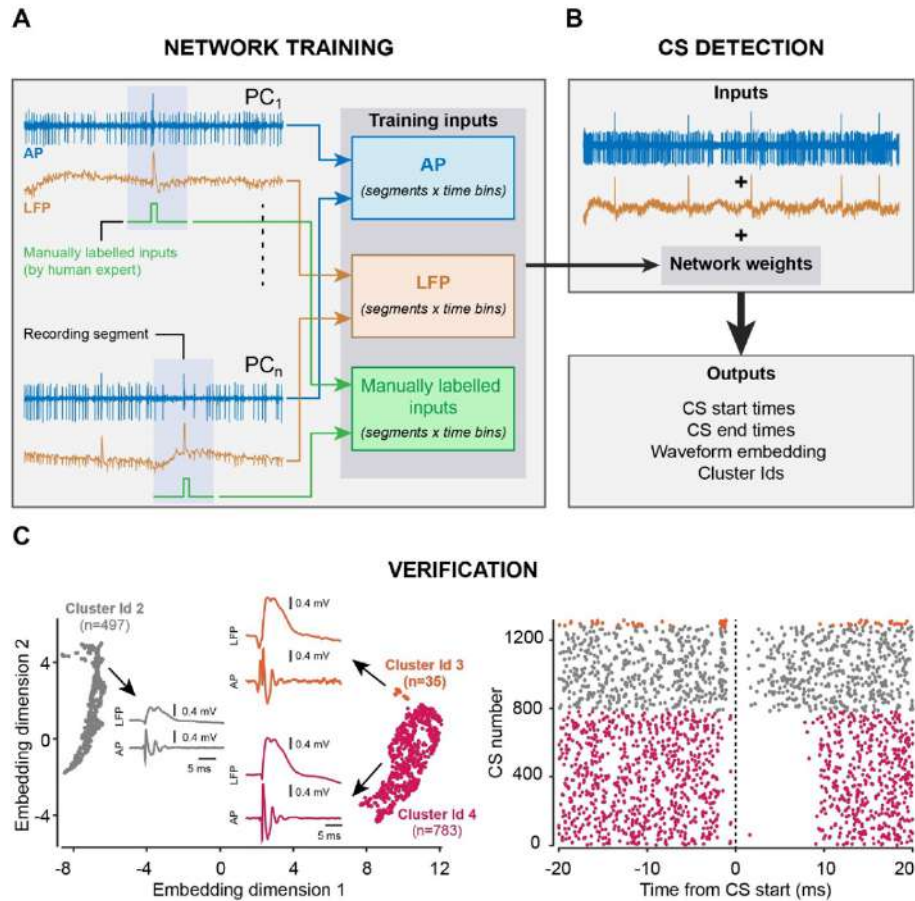 A
NETWORK TRAINING
PC1
AP
LFP
Manually labelled inputs
(by human expert)
Recording segment
PCn
Training inputs
AP
(segments x time bins)
LFP
(segments x time bins)
Manually labelled
inputs
(segments x time bins)
B
CS DETECTION
Inputs
+
+
Network weights
Outputs
CS start times
CS end times
Waveform embedding
Cluster Ids
C
VERIFICATION
Embedding dimension 2
4
0
-4
Cluster Id 2
(n=497)
LFP
0.4 mV
AP
0.4 mV
5 ms
LFP
0.4 mV
AP
0.4 mV
Cluster Id 3
(n=35)
LFP
0.4 mV
AP
0.4 mV
5 ms
Cluster Id 4
(n=783)
-8 -4 0 4 8 12
Embedding dimension 1
CS number
1200
800
400
0
-20 -10 0 10 20
Time from CS start (ms)